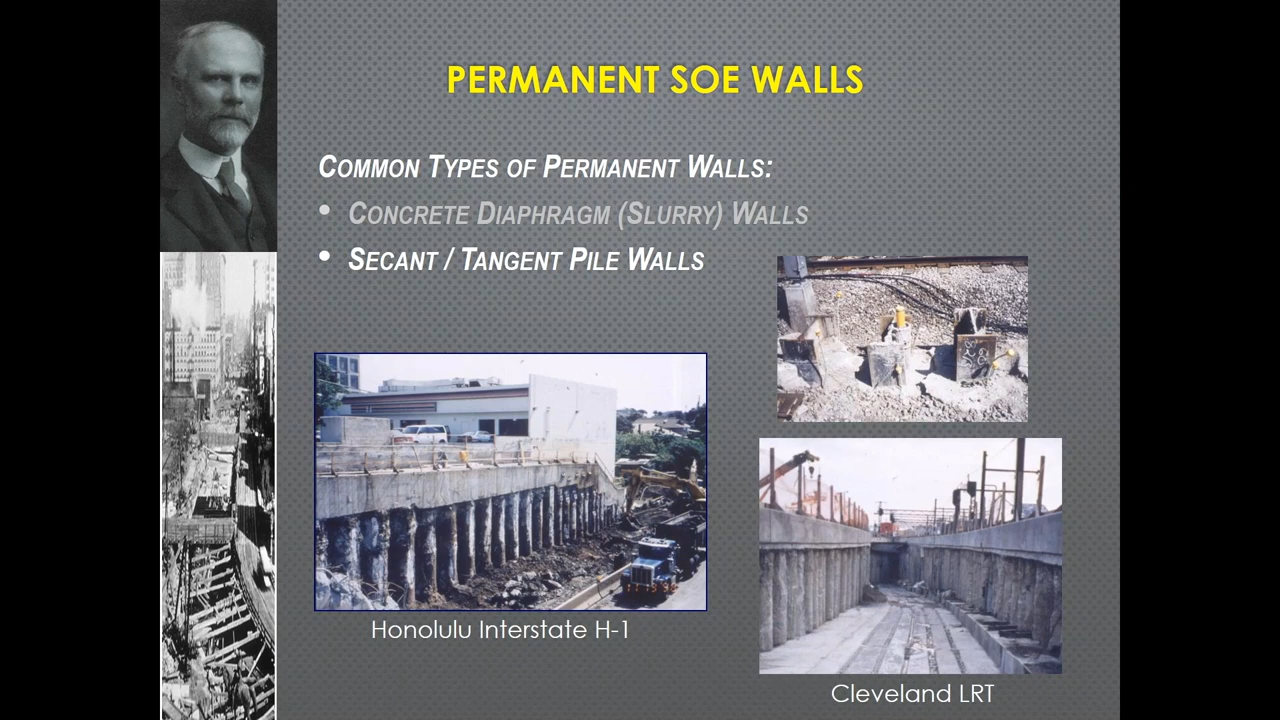 PERMANENT SOE WALLS
COMMON TYPES OF PERMANENT WALLS:
• CONCRETE DIAPHRAGM (SLURRY) WALLS
• SECANT / TANGENT PILE WALLS
Honolulu Interstate H-1
Cleveland LRT